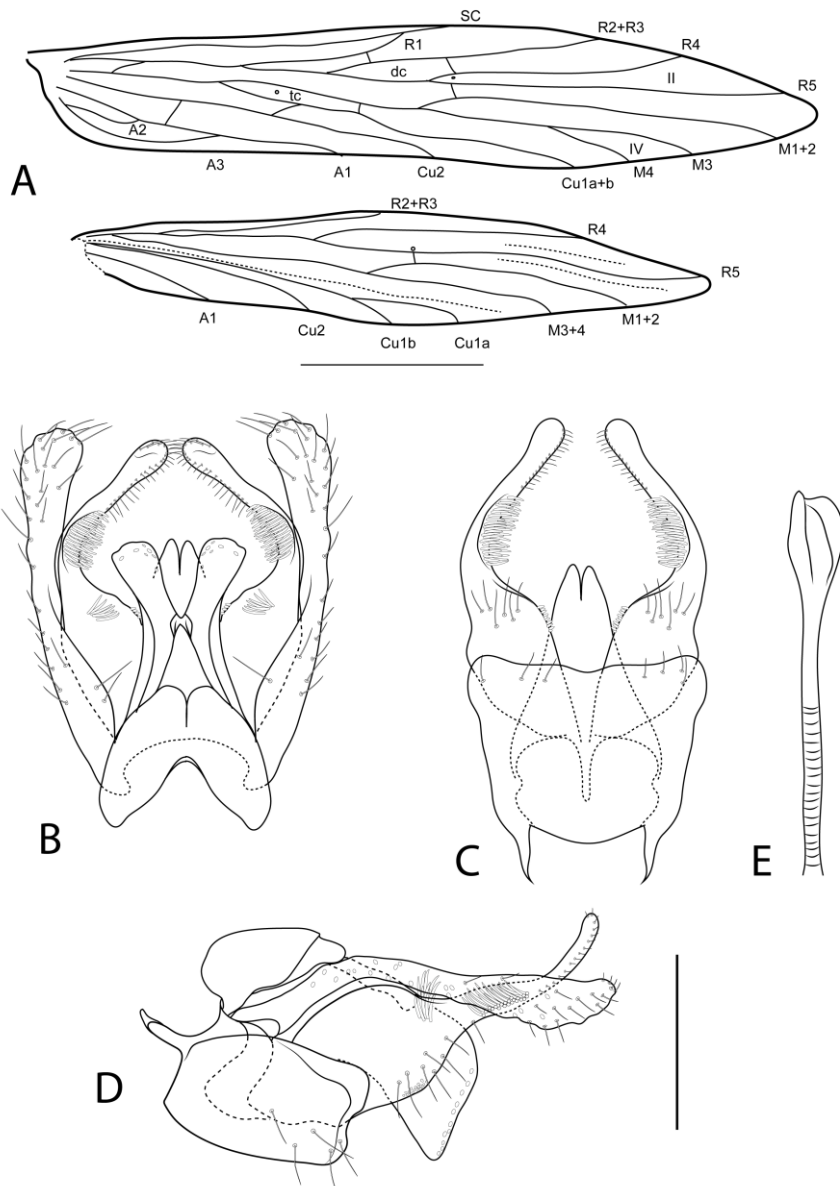 SC
R2+R3
R1
R4
dc
II
R5
tc
A2
IV
A
A3
A1
Cu2
Cu1a+b
M4
M3
M1+2
R2+R3
R4
R5
A1
Cu2
Cu1b
Cu1a
M3+4
M1+2
B
C
E
D